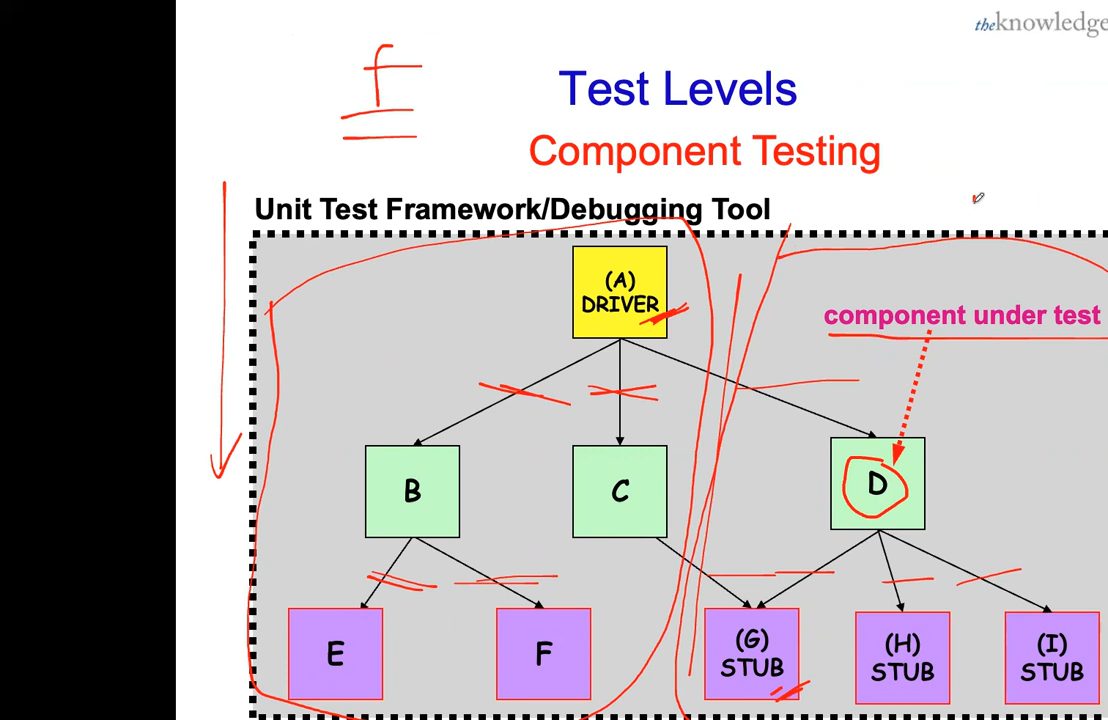 theknowledge
f
Test Levels
Component Testing
Unit Test Framework/Debugging Tool
(A)
DRIVER
component under test
B
C
D
E
F
(G)
STUB
(H)
STUB
(I)
STUB